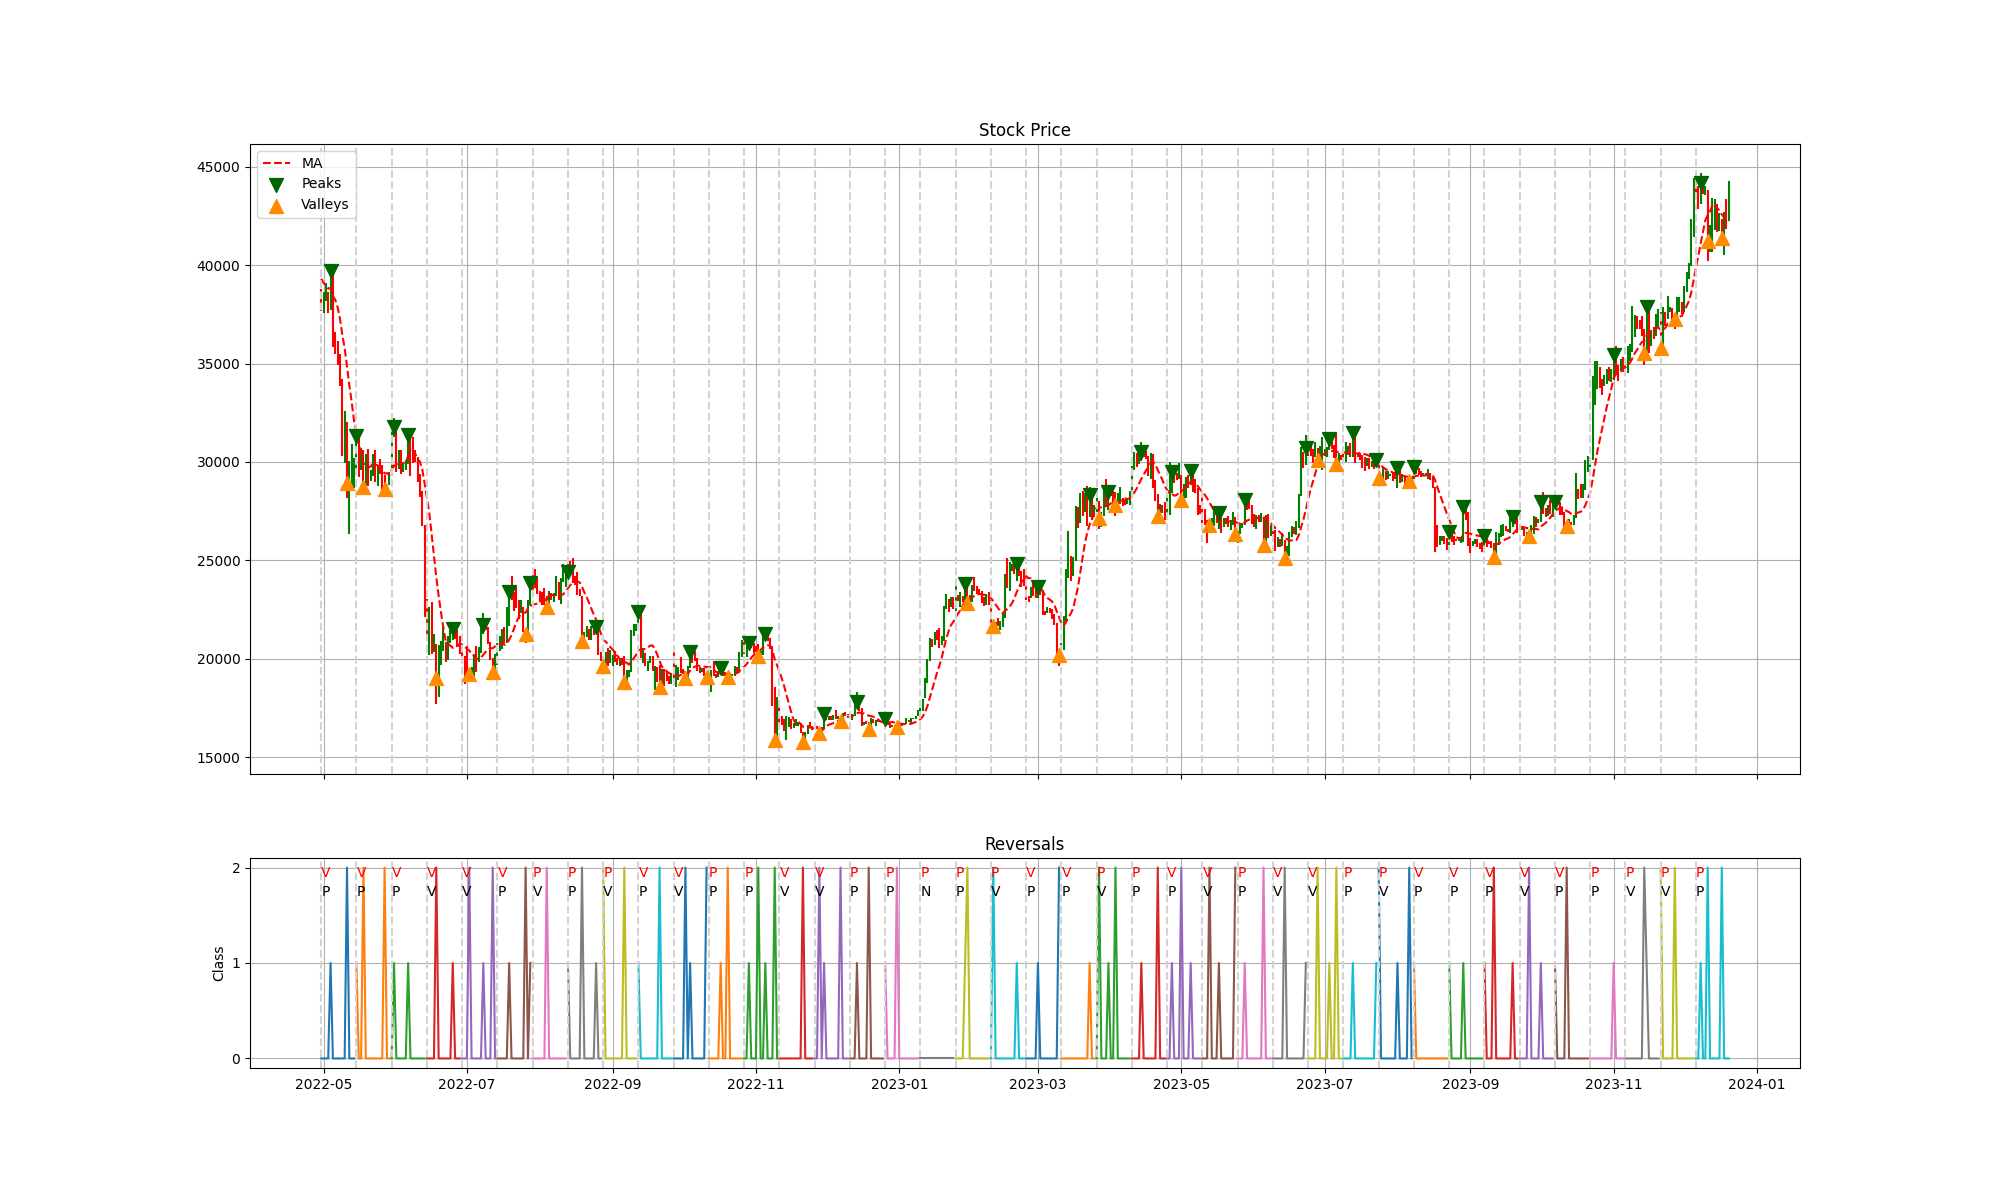 Stock Price
45000
40000
35000
30000
25000
20000
15000
MA
Peaks
Valleys
Reversals
V V V V V V P P P V V P P V V P P P P P V V P P V V P V V P P V V V V V P P P P
P P P V V P V P V P V P P V V P P N P V P P V P P V P V V P V P P P V P P V V P
2
1
0
Class
2022-05 2022-07 2022-09 2022-11 2023-01 2023-03 2023-05 2023-07 2023-09 2023-11 2024-01